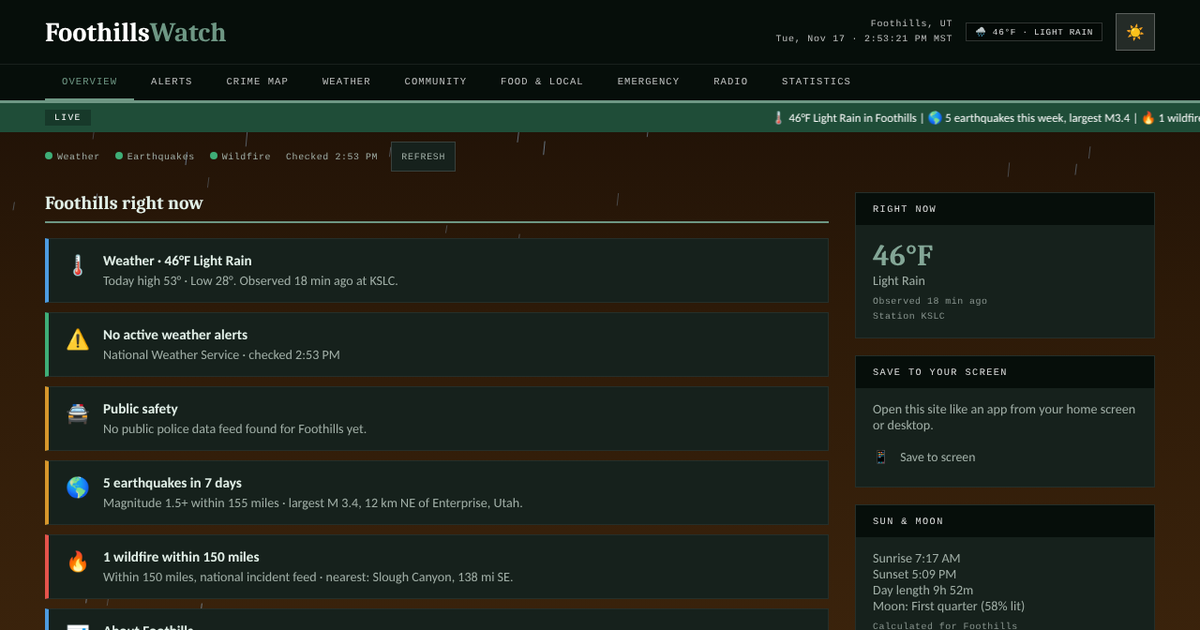 FoothillsWatch
Foothills, UT
Tue, Nov 17 · 2:53:21 PM MST
46°F · LIGHT RAIN
OVERVIEW ALERTS CRIME MAP WEATHER COMMUNITY FOOD & LOCAL EMERGENCY RADIO STATISTICS
LIVE
46°F Light Rain in Foothills | 5 earthquakes this week, largest M3.4 | 1 wildfire
Weather Earthquakes Wildfire Checked 2:53 PM REFRESH
Foothills right now
Weather · 46°F Light Rain
Today high 53° · Low 28°. Observed 18 min ago at KSLC.
No active weather alerts
National Weather Service · checked 2:53 PM
Public safety
No public police data feed found for Foothills yet.
5 earthquakes in 7 days
Magnitude 1.5+ within 155 miles · largest M 3.4, 12 km NE of Enterprise, Utah.
1 wildfire within 150 miles
Within 150 miles, national incident feed · nearest: Slough Canyon, 138 mi SE.
About Foothills
RIGHT NOW
46°F
Light Rain
Observed 18 min ago
Station KSLC
SAVE TO YOUR SCREEN
Open this site like an app from your home screen
or desktop.
Save to screen
SUN & MOON
Sunrise 7:17 AM
Sunset 5:09 PM
Day length 9h 52m
Moon: First quarter (58% lit)
Calculated for Foothills